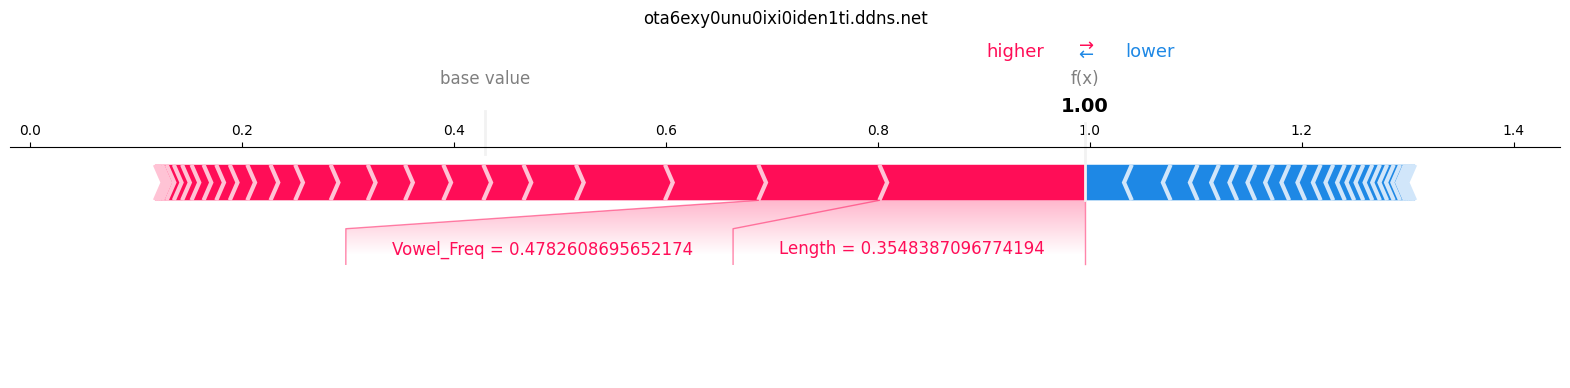 ota6exy0unu0ixi0iden1ti.ddns.net
higher ⇄ lower
base value f(x)
1.00
0.0 0.2 0.4 0.6 0.8 1.0 1.2 1.4
Vowel_Freq = 0.4782608695652174 Length = 0.3548387096774194